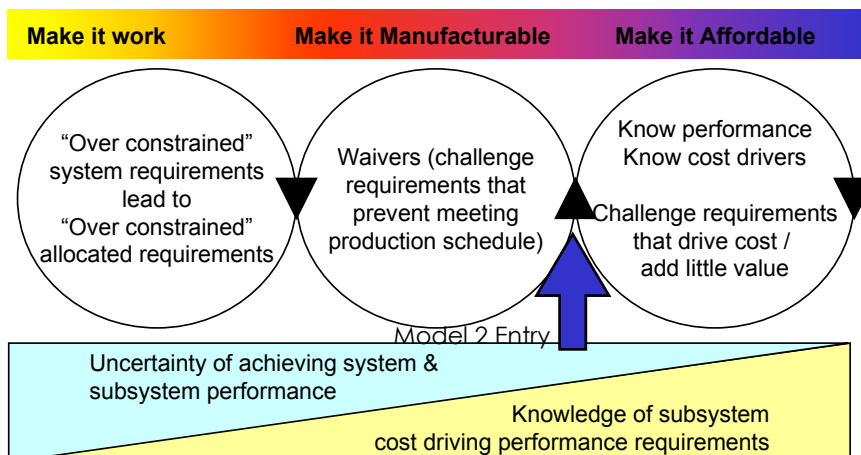 Make it work
Make it Manufacturable
Make it Affordable
“Over constrained”
system requirements
lead to
“Over constrained”
allocated requirements
Waivers (challenge
requirements that
prevent meeting
production schedule)
Know performance
Know cost drivers
Challenge requirements
that drive cost /
add little value
Model 2 Entry
Uncertainty of achieving system &
subsystem performance
Knowledge of subsystem
cost driving performance requirements